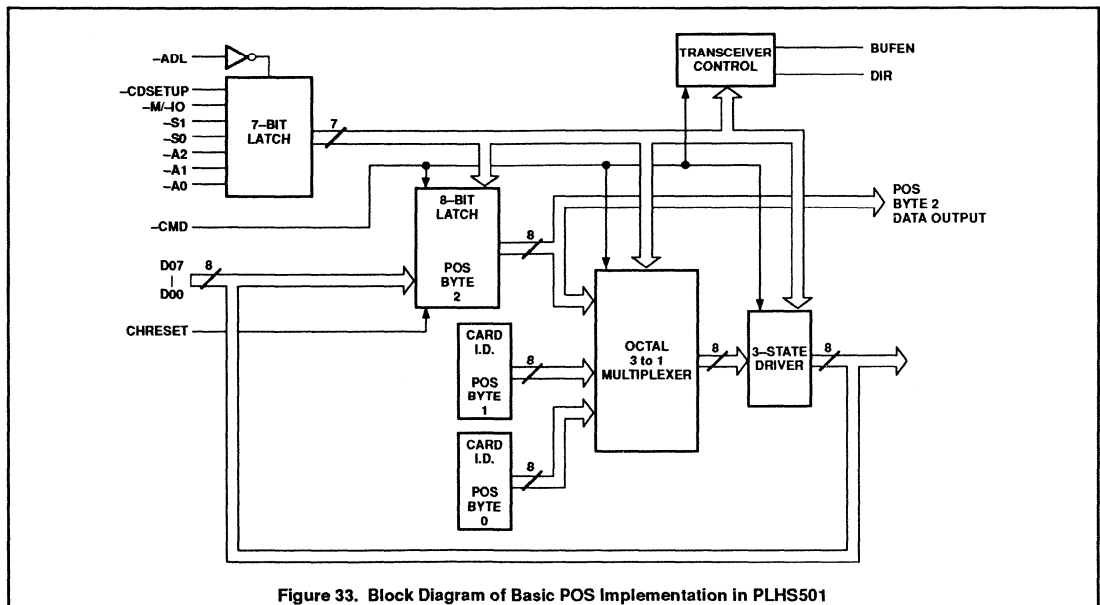 –ADL
–CDSETUP
–M/–IO
–S1
–S0
–A2
–A1
–A0
7–BIT
LATCH
7
TRANSCEIVER
CONTROL
BUFEN
DIR
–CMD
8–BIT
LATCH
POS
BYTE
2
8
POS
BYTE 2
DATA OUTPUT
D07
|
D00
8
CHRESET
CARD
I.D.
POS
BYTE
1
8
CARD
I.D.
POS
BYTE
0
8
OCTAL
3 to 1
MULTIPLEXER
8
3–STATE
DRIVER
8
Figure 33. Block Diagram of Basic POS Implementation in PLHS501